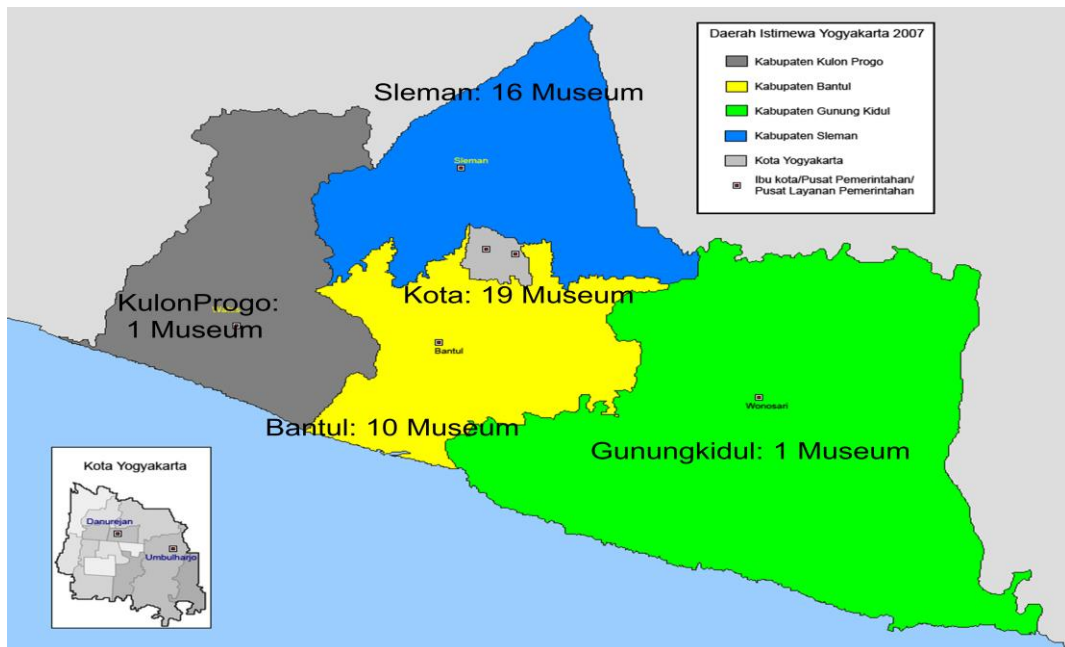 Daerah Istimewa Yogyakarta 2007
Kabupaten Kulon Progo
Kabupaten Bantul
Kabupaten Gunung Kidul
Kabupaten Sleman
Kota Yogyakarta
Ibu kota/Pusat Pemerintahan/
Pusat Layanan Pemerintahan
Sleman: 16 Museum
Sleman
KulonProgo:
1 Museum
Kota: 19 Museum
Bantul
Bantul: 10 Museum
Wonosari
Gunungkidul: 1 Museum
Kota Yogyakarta
Danurejan
Umbulharjo